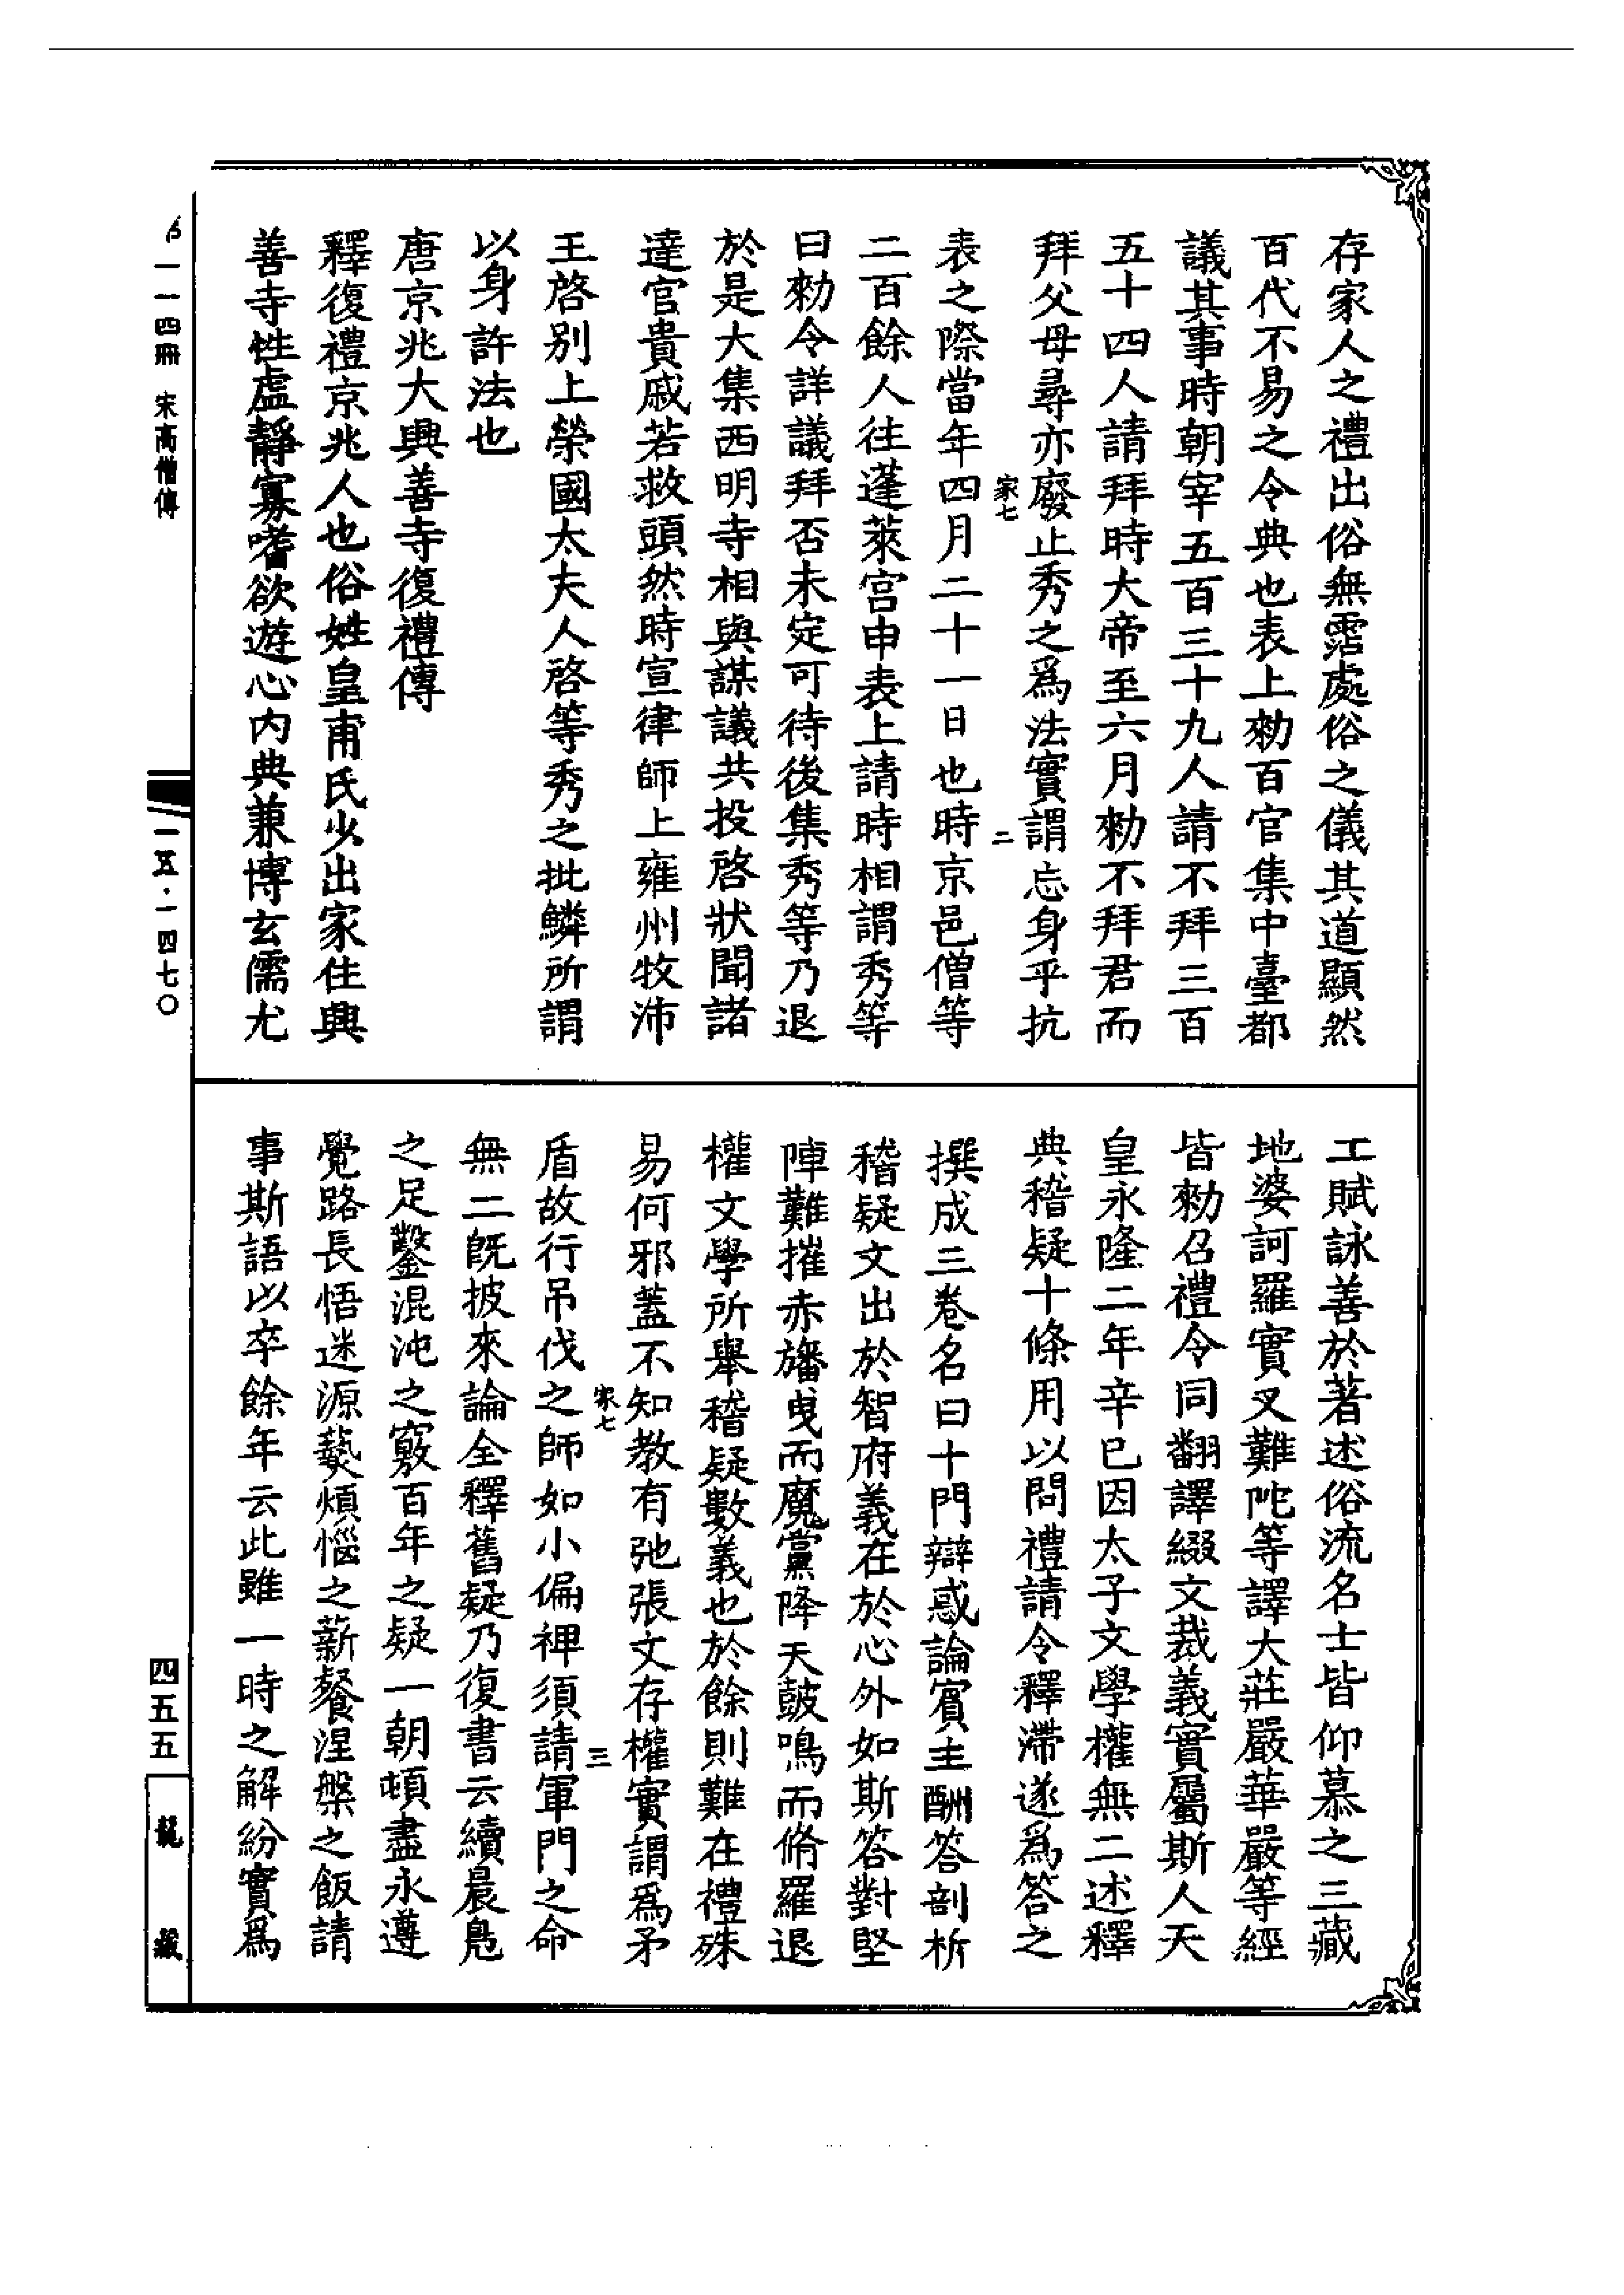 存家人之禮出俗無霑處俗之儀其道顯然
百代不易之令典也表上勑百官集中臺都
議其事時朝宰五百三十九人請不拜三百
五十四人請拜時大帝至六月勑不拜君而
拜父母尋亦廢止秀之爲法實謂忘身乎抗
家七 二
表之際當年四月二十一日也時京邑僧等
二百餘人往蓬萊宮申表上請時相謂秀等
曰勑令詳議拜否未定可待後集秀等乃退
於是大集西明寺相與謀議共投啓狀聞諸
達官貴戚若救頭然時宣律師上雍州牧沛
王啓别上榮國太夫人啓等秀之批鱗所謂
以身許法也
唐京兆大興善寺復禮傳
釋復禮京兆人也俗姓皇甫氏少出家住興
善寺性虛靜寡嗜欲遊心内典兼博玄儒尤
工賦詠善於著述俗流名士皆仰慕之三藏
地婆訶羅實叉難陀等譯大莊嚴華嚴等經
皆勑召禮令同翻譯綴文裁義實屬斯人天
皇永隆二年辛巳因太子文學權無二述釋
典稽疑十條用以問禮請令釋滯遂爲答之
撰成三卷名曰十門辯惑論賓主酬答剖析
稽疑文出於智府義在於心外如斯答對堅
陣難摧赤旛曳而魔黨降天鼓鳴而脩羅退
權文學所舉稽疑數義也於餘則難在禮殊
易何邪蓋不知教有弛張文存權實謂爲矛
家七 三
盾故行吊伐之師如小偏裨須請軍門之命
無二旣披來論全釋舊疑乃復書云續晨鳧
之足鑿混沌之竅百年之疑一朝頓盡永遵
覺路長悟迷源爇煩惱之薪餐涅槃之飯請
事斯語以卒餘年云此雖一時之解紛實爲
一一四冊 宋高僧傳
一五·一四七〇
四五五
龍藏